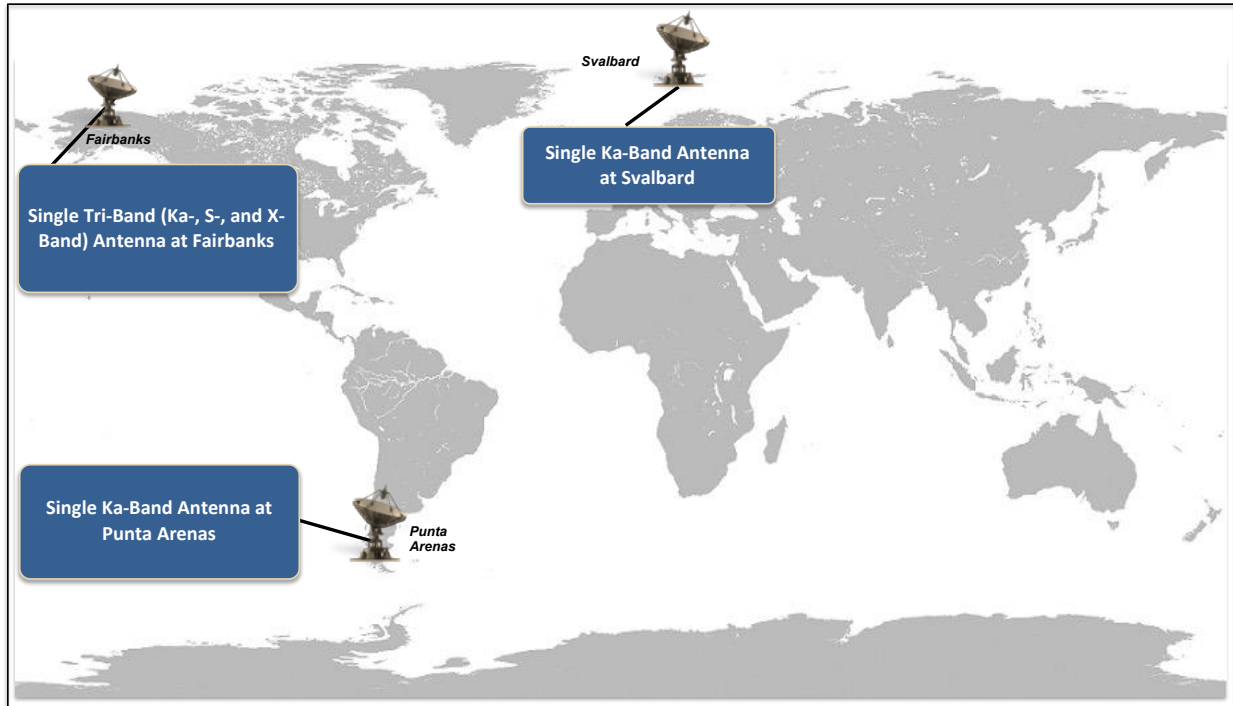 Svalbard
Fairbanks
Single Ka-Band Antenna
at Svalbard
Single Tri-Band (Ka-, S-, and X-
Band) Antenna at Fairbanks
Single Ka-Band Antenna at
Punta Arenas
Punta
Arenas